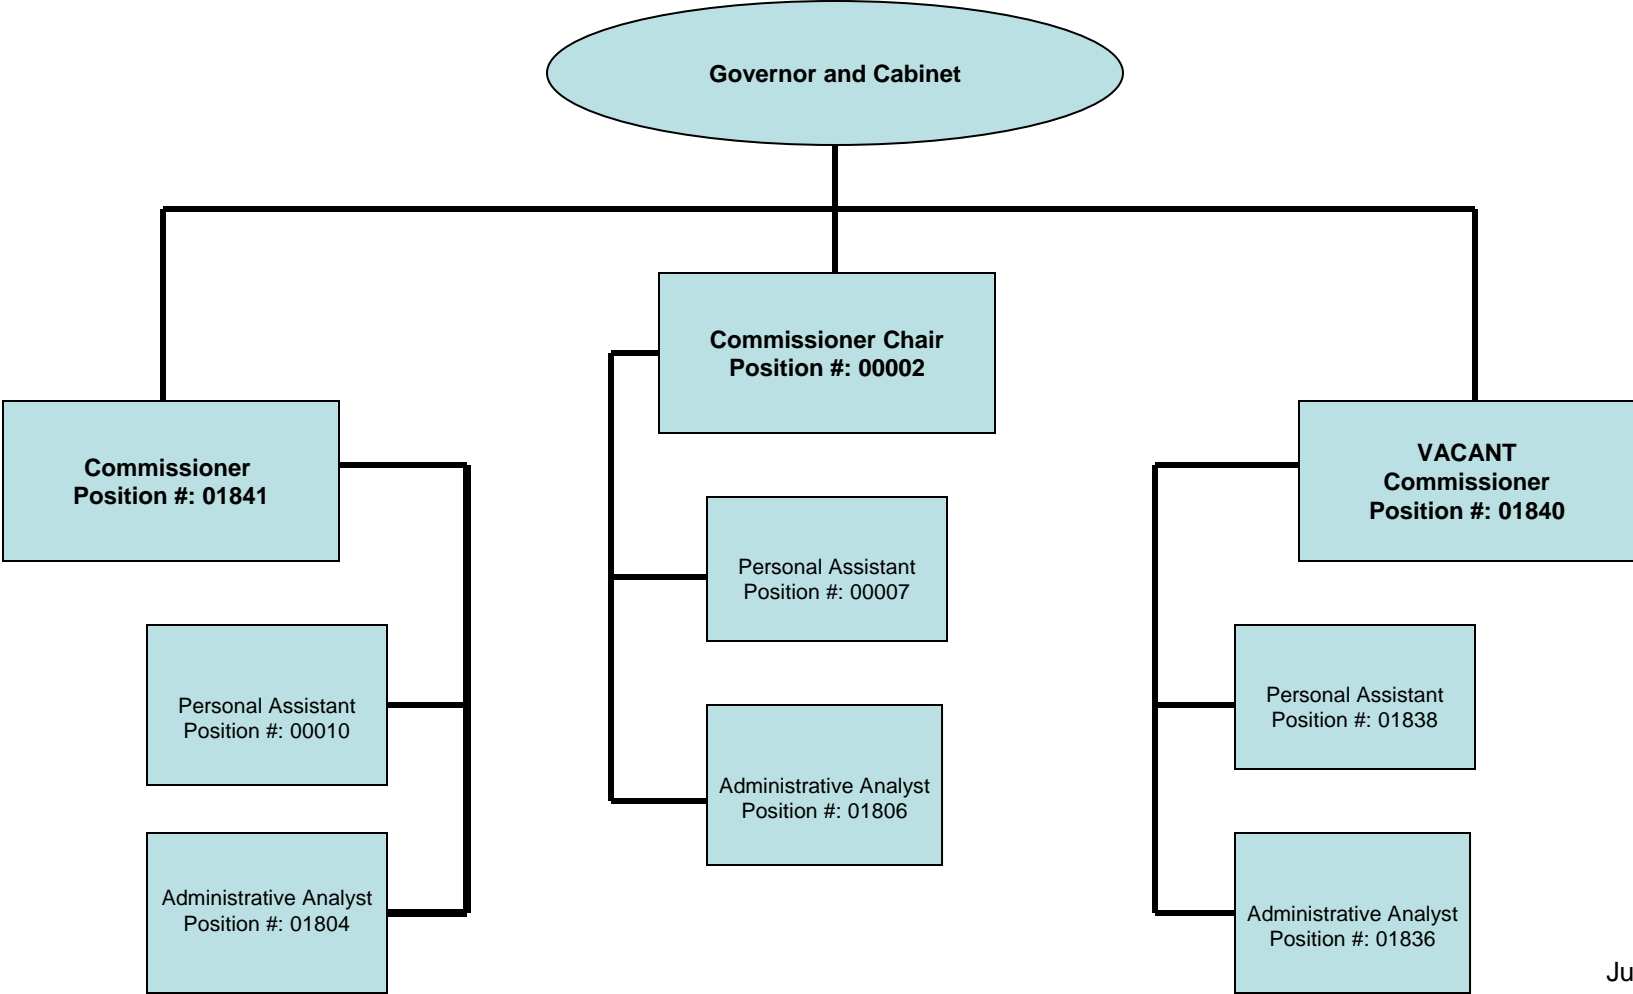 Governor and Cabinet
Commissioner Chair
Position #: 00002
Commissioner
Position #: 01841
VACANT
Commissioner
Position #: 01840
Personal Assistant
Position #: 00010
Administrative Analyst
Position #: 01804
Personal Assistant
Position #: 00007
Administrative Analyst
Position #: 01806
Personal Assistant
Position #: 01838
Administrative Analyst
Position #: 01836
Ju